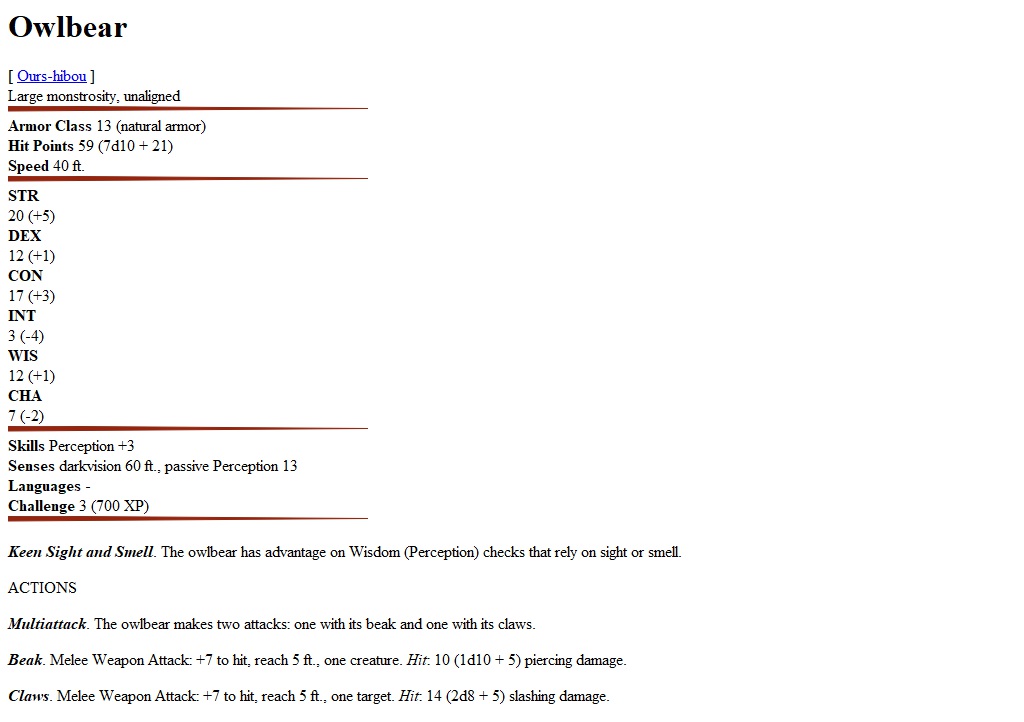 Owlbear
[ Ours-hibou ]
Large monstrosity, unaligned
Armor Class 13 (natural armor)
Hit Points 59 (7d10 + 21)
Speed 40 ft.
STR
20 (+5)
DEX
12 (+1)
CON
17 (+3)
INT
3 (-4)
WIS
12 (+1)
CHA
7 (-2)
Skills Perception +3
Senses darkvision 60 ft., passive Perception 13
Languages -
Challenge 3 (700 XP)
Keen Sight and Smell. The owlbear has advantage on Wisdom (Perception) checks that rely on sight or smell.
ACTIONS
Multiattack. The owlbear makes two attacks: one with its beak and one with its claws.
Beak. Melee Weapon Attack: +7 to hit, reach 5 ft., one creature. Hit: 10 (1d10 + 5) piercing damage.
Claws. Melee Weapon Attack: +7 to hit, reach 5 ft., one target. Hit: 14 (2d8 + 5) slashing damage.